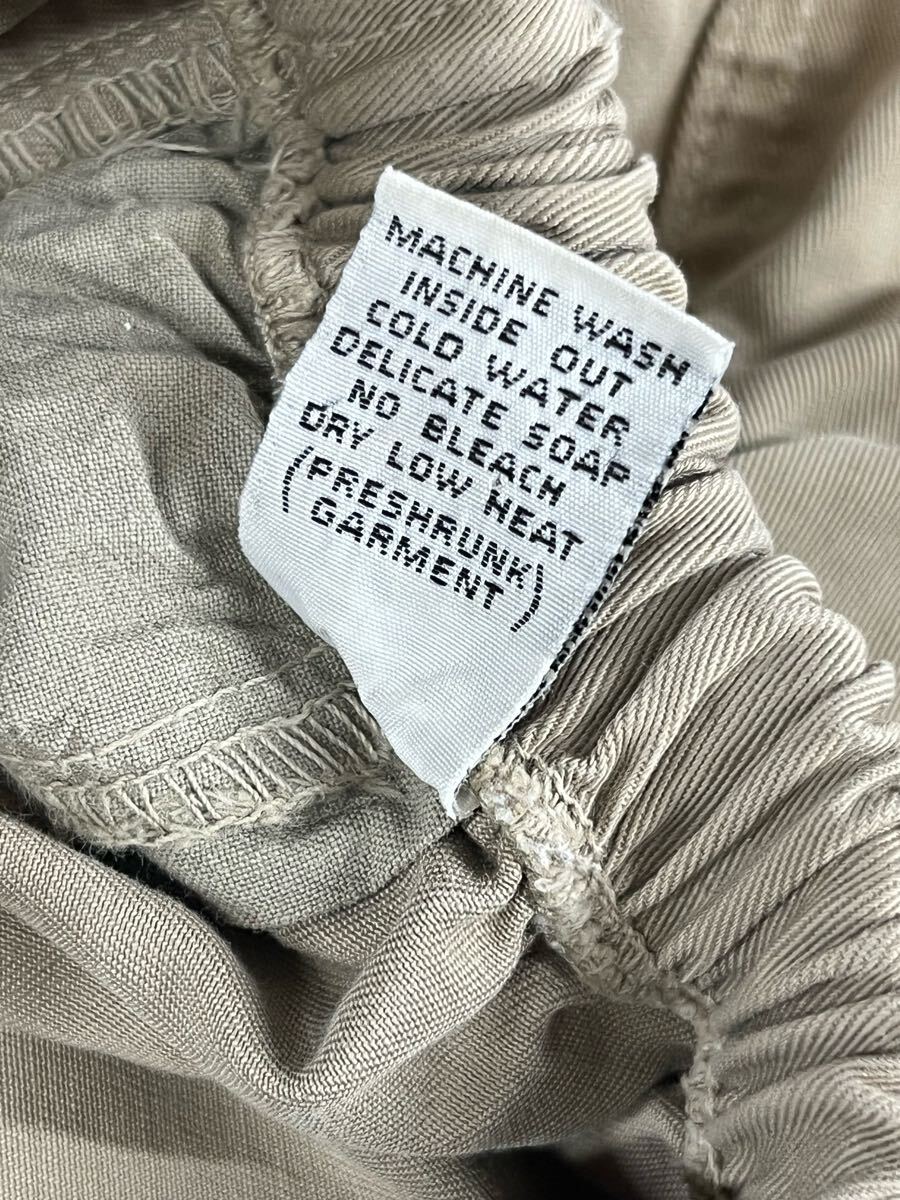 MACHINE WASH
INSIDE OUT
COLD WATER
DELICATE SOAP
NO BLEACH
DRY LOW HEAT
(PRESHRUNK)
(GARMENT)